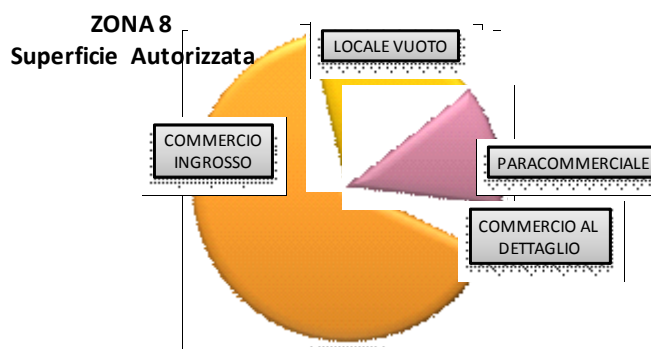 ZONA 8
Superficie Autorizzata
LOCALE VUOTO
COMMERCIO
INGROSSO
PARACOMMERCIALE
COMMERCIO AL
DETTAGLIO